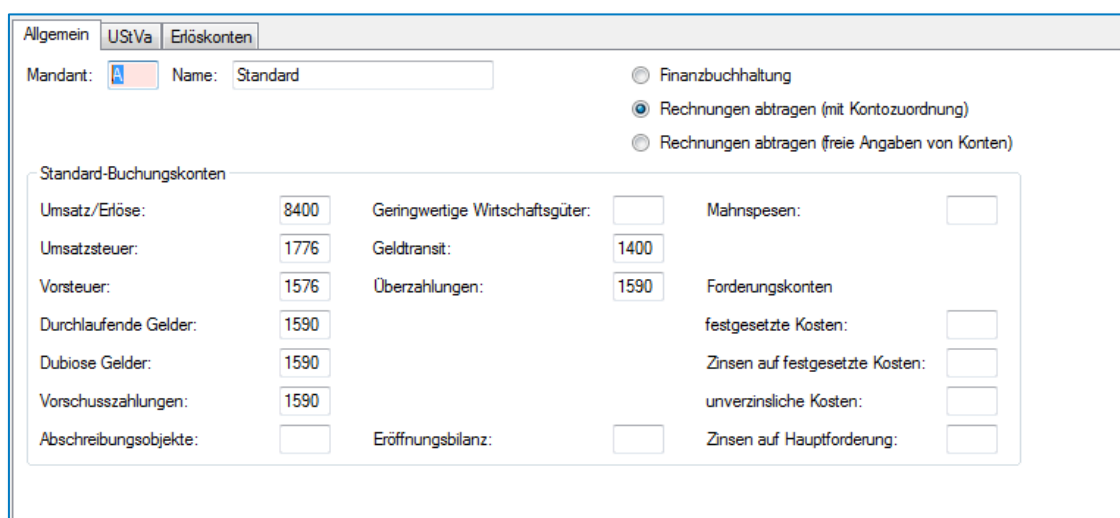 Allgemein UStVa Erlöskonten
Mandant: A Name: Standard Finanzbuchhaltung
Rechnungen abtragen (mit Kontozuordnung)
Rechnungen abtragen (freie Angaben von Konten)
Standard-Buchungskonten
Umsatz/Erlöse: 8400 Geringwertige Wirtschaftsgüter: Mahnspesen:
Umsatzsteuer: 1776 Geldtransit: 1400
Vorsteuer: 1576 Überzahlungen: 1590 Forderungskonten
Durchlaufende Gelder: 1590 festgesetzte Kosten:
Dubiose Gelder: 1590 Zinsen auf festgesetzte Kosten:
Vorschusszahlungen: 1590 unverzinsliche Kosten:
Abschreibungsobjekte: Eröffnungsbilanz: Zinsen auf Hauptforderung: